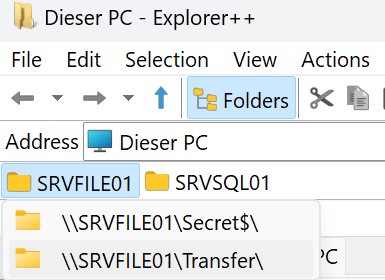 Dieser PC - Explorer++
File Edit Selection View Actions
Folders
Address Dieser PC
SRVFILE01 SRVSQL01
\\SRVFILE01\Secret$\
\\SRVFILE01\Transfer\ PC